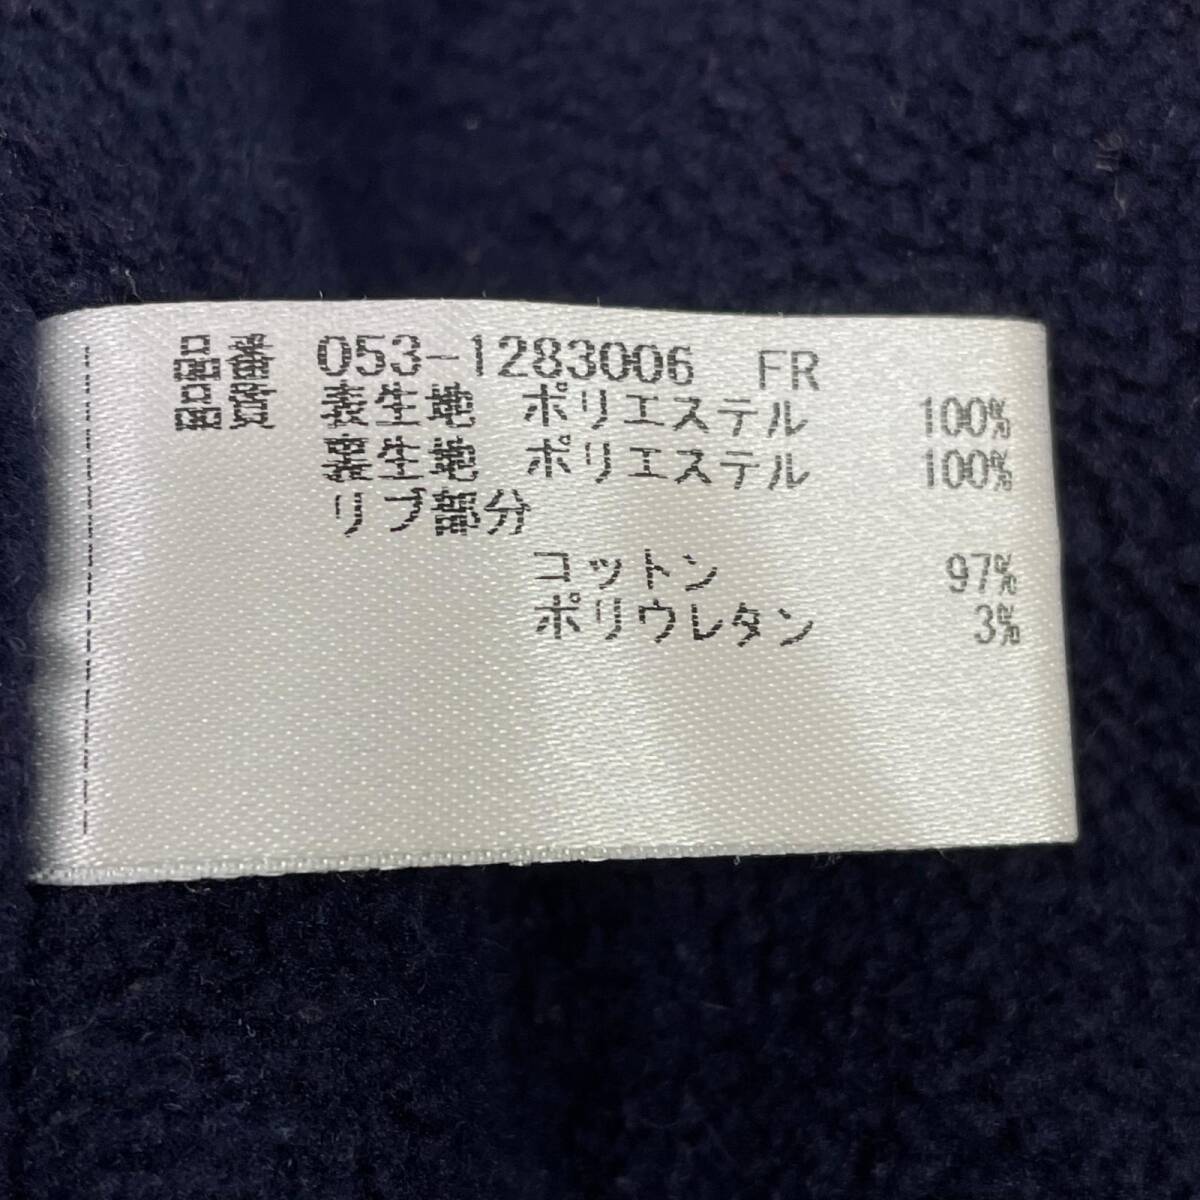 品番 053-1283006 FR
品質 表生地 ポリエステル 100%
裏生地 ポリエステル 100%
リブ部分
コットン 97%
ポリウレタン 3%